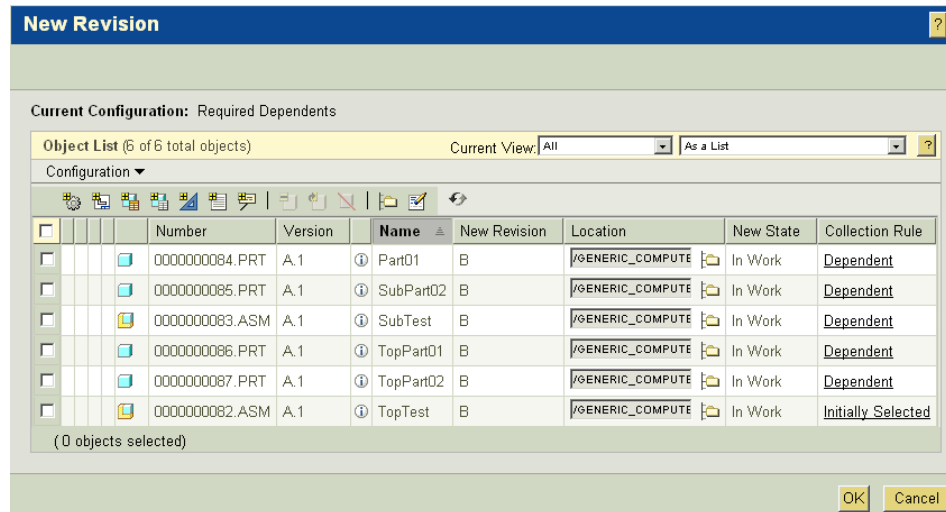 New Revision ?
Current Configuration: Required Dependents
Object List (6 of 6 total objects) Current View: All As a List ?
Configuration
Number Version Name New Revision Location New State Collection Rule
0000000084.PRT A.1 Part01 B /GENERIC_COMPUTE In Work Dependent
0000000085.PRT A.1 SubPart02 B /GENERIC_COMPUTE In Work Dependent
0000000083.ASM A.1 SubTest B /GENERIC_COMPUTE In Work Dependent
0000000086.PRT A.1 TopPart01 B /GENERIC_COMPUTE In Work Dependent
0000000087.PRT A.1 TopPart02 B /GENERIC_COMPUTE In Work Dependent
0000000082.ASM A.1 TopTest B /GENERIC_COMPUTE In Work Initially Selected
( 0 objects selected)
OK Cancel